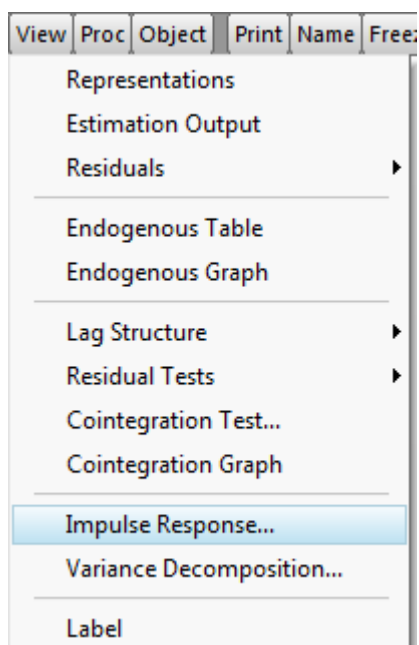 View Proc Object Print Name Freez
Representations
Estimation Output
Residuals
Endogenous Table
Endogenous Graph
Lag Structure
Residual Tests
Cointegration Test...
Cointegration Graph
Impulse Response...
Variance Decomposition...
Label